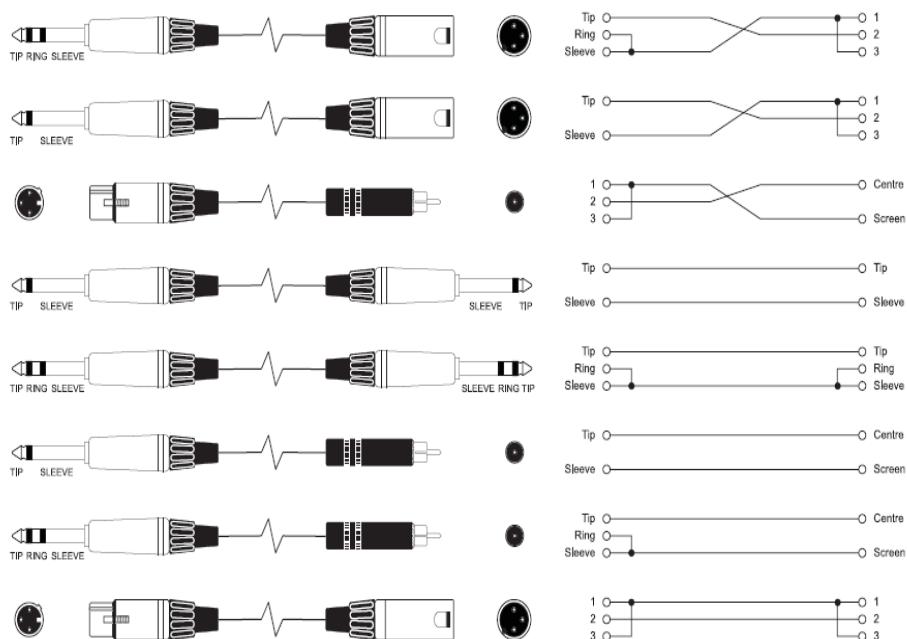 Tip 1
Ring 2
Sleeve 3
TIP RING SLEEVE
Tip 1
2
Sleeve 3
TIP SLEEVE
1 Centre
2
3 Screen
Tip Tip
Sleeve Sleeve
TIP SLEEVE SLEEVE TIP
Tip Tip
Ring Ring
Sleeve Sleeve
TIP RING SLEEVE SLEEVE RING TIP
Tip Centre
Sleeve Screen
TIP SLEEVE
Tip Centre
Ring
Sleeve Screen
TIP RING SLEEVE
1 1
2 2
3 3